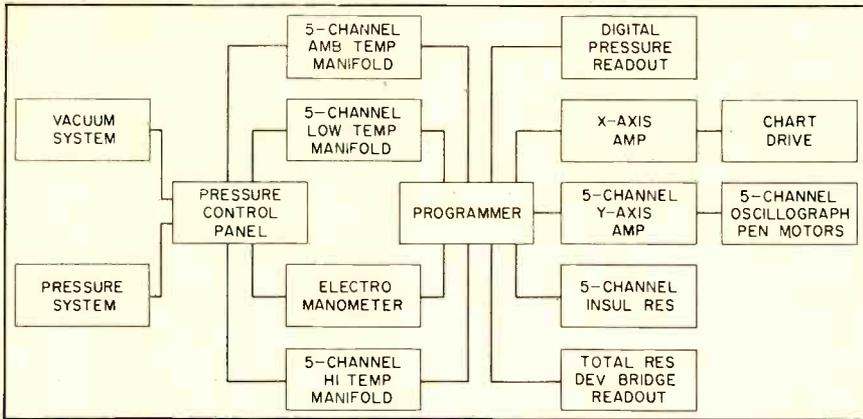 VACUUM
SYSTEM
PRESSURE
SYSTEM
PRESSURE
CONTROL
PANEL
5-CHANNEL
AMB TEMP
MANIFOLD
5-CHANNEL
LOW TEMP
MANIFOLD
ELECTRO
MANOMETER
5-CHANNEL
HI TEMP
MANIFOLD
PROGRAMMER
DIGITAL
PRESSURE
READOUT
X-AXIS
AMP
CHART
DRIVE
5-CHANNEL
Y-AXIS
AMP
5-CHANNEL
OSCILLOGRAPH
PEN MOTORS
5-CHANNEL
INSUL RES
TOTAL RES
DEV BRIDGE
READOUT